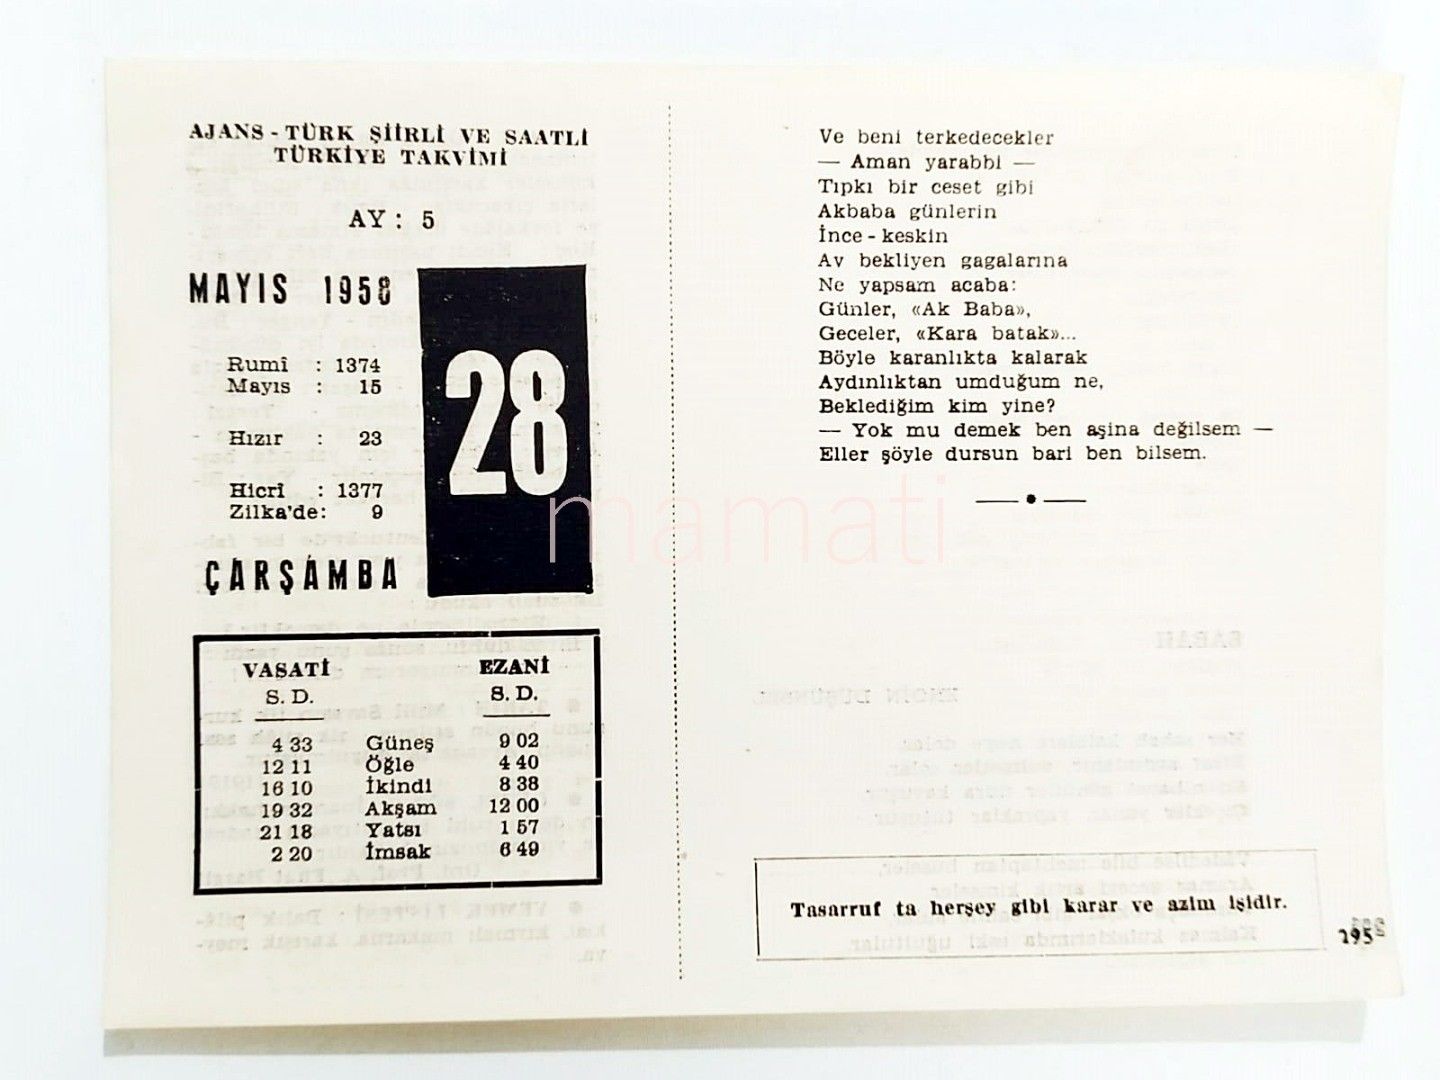 AJANS - TÜRK ŞİİRLİ VE SAATLİ
TÜRKİYE TAKVİMİ
AY : 5
MAYIS 1958
28
Rumî : 1374
Mayıs : 15
Hızır : 23
Hicrî : 1377
Zilka'de: 9
ÇARŞAMBA
VASATİ EZANİ
S. D. S. D.
4 33 Güneş 9 02
12 11 Öğle 4 40
16 10 İkindi 8 38
19 32 Akşam 12 00
21 18 Yatsı 1 57
2 20 İmsak 6 49
Ve beni terkedecekler
— Aman yarabbi —
Tıpkı bir ceset gibi
Akbaba günlerin
İnce - keskin
Av bekliyen gagalarına
Ne yapsam acaba:
Günler, «Ak Baba»,
Geceler, «Kara batak»...
Böyle karanlıkta kalarak
Aydınlıktan umduğum ne,
Beklediğim kim yine?
— Yok mu demek ben aşina değilsem —
Eller şöyle dursun bari ben bilsem.
mamati
Tasarruf ta herşey gibi karar ve azim işidir.